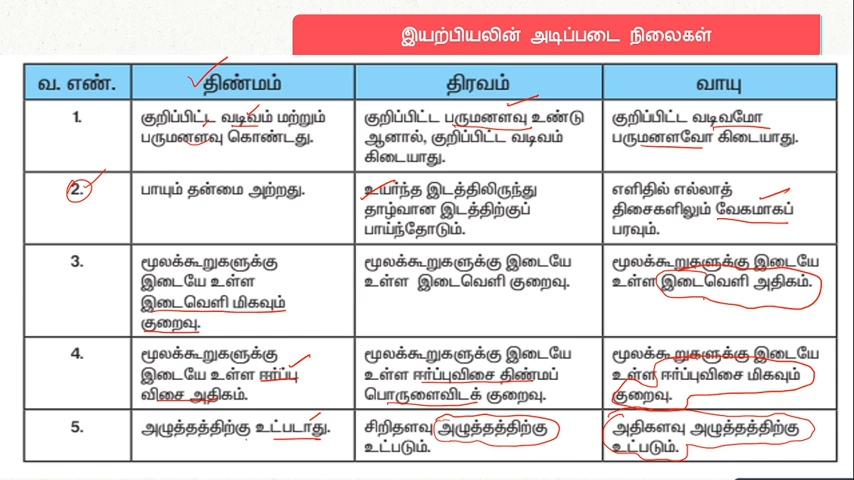 இயற்பியலின் அடிப்படை நிலைகள்
வ. எண். திண்மம் திரவம் வாயு
1. குறிப்பிட்ட வடிவம் மற்றும் பருமனளவு கொண்டது.
குறிப்பிட்ட பருமனளவு உண்டு
ஆனால், குறிப்பிட்ட வடிவம்
கிடையாது.
குறிப்பிட்ட வடிவமோ
பருமனளவோ கிடையாது.
2. பாயும் தன்மை அற்றது.
உயர்ந்த இடத்திலிருந்து
தாழ்வான இடத்திற்குப்
பாய்ந்தோடும்.
எளிதில் எல்லாத்
திசைகளிலும் வேகமாகப்
பரவும்.
3. மூலக்கூறுகளுக்கு
இடையே உள்ள
இடைவெளி மிகவும்
குறைவு.
மூலக்கூறுகளுக்கு இடையே
உள்ள இடைவெளி குறைவு.
மூலக்கூறுகளுக்கு இடையே
உள்ள இடைவெளி அதிகம்.
4. மூலக்கூறுகளுக்கு
இடையே உள்ள ஈர்ப்பு
விசை அதிகம்.
மூலக்கூறுகளுக்கு இடையே
உள்ள ஈர்ப்புவிசை திண்மப்
பொருளைவிடக் குறைவு.
மூலக்கூறுகளுக்கு இடையே
உள்ள ஈர்ப்புவிசை மிகவும்
குறைவு.
5. அழுத்தத்திற்கு உட்படாது.
சிறிதளவு அழுத்தத்திற்கு
உட்படும்.
அதிகளவு அழுத்தத்திற்கு
உட்படும்.